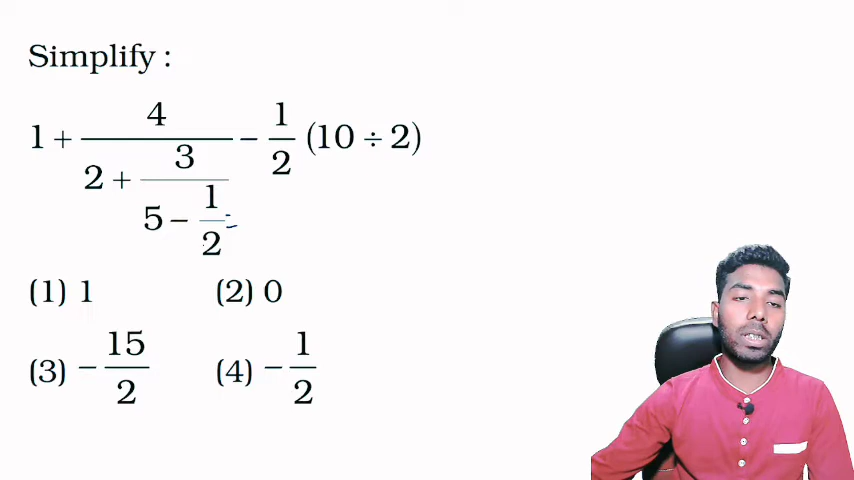 Simplify :
1 + 4 / (2 + 3 / (5 − 1/2)) − 1/2 (10 ÷ 2)
(1) 1 (2) 0
(3) − 15/2 (4) − 1/2